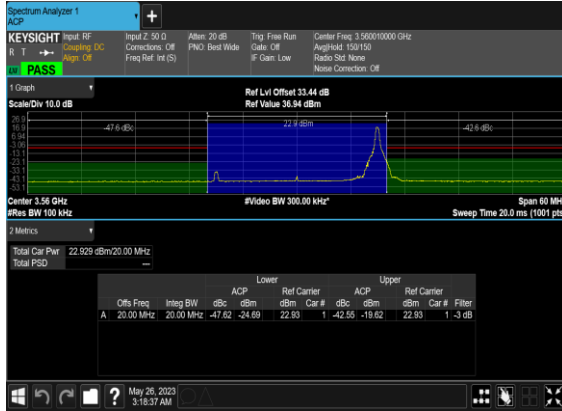 Spectrum Analyzer 1
ACP
+
KEYSIGHT Input: RF Input Z: 50 Ω Atten: 20 dB Trig: Free Run Center Freq: 3.560010000 GHz
R T Coupling: DC Corrections: Off PNO: Best Wide Gate: Off Avg|Hold: 150/150
Align: Off Freq Ref: Int (S) IF Gain: Low Radio Std: None
PASS Noise Correction: Off
1 Graph
Ref Lvl Offset 33.44 dB
Scale/Div 10.0 dB Ref Value 36.94 dBm
26.9
16.9 -47.6 dBc 22.9 dBm -42.6 dBc
6.94
-3.06
-13.1
-23.1
-33.1
-43.1
-53.1
Center 3.56 GHz #Video BW 300.00 kHz* Span 60 MH
#Res BW 100 kHz Sweep Time 20.0 ms (1001 pts
2 Metrics
Total Car Pwr 22.929 dBm/20.00 MHz
Total PSD —
Lower Upper
ACP Ref Carrier ACP Ref Carrier
Offs Freq Integ BW dBc dBm dBm Car # dBc dBm dBm Car # Filter
A 20.00 MHz 20.00 MHz -47.62 -24.69 22.93 1 -42.55 -19.62 22.93 1 -3 dB
? May 26, 2023
3:18:37 AM